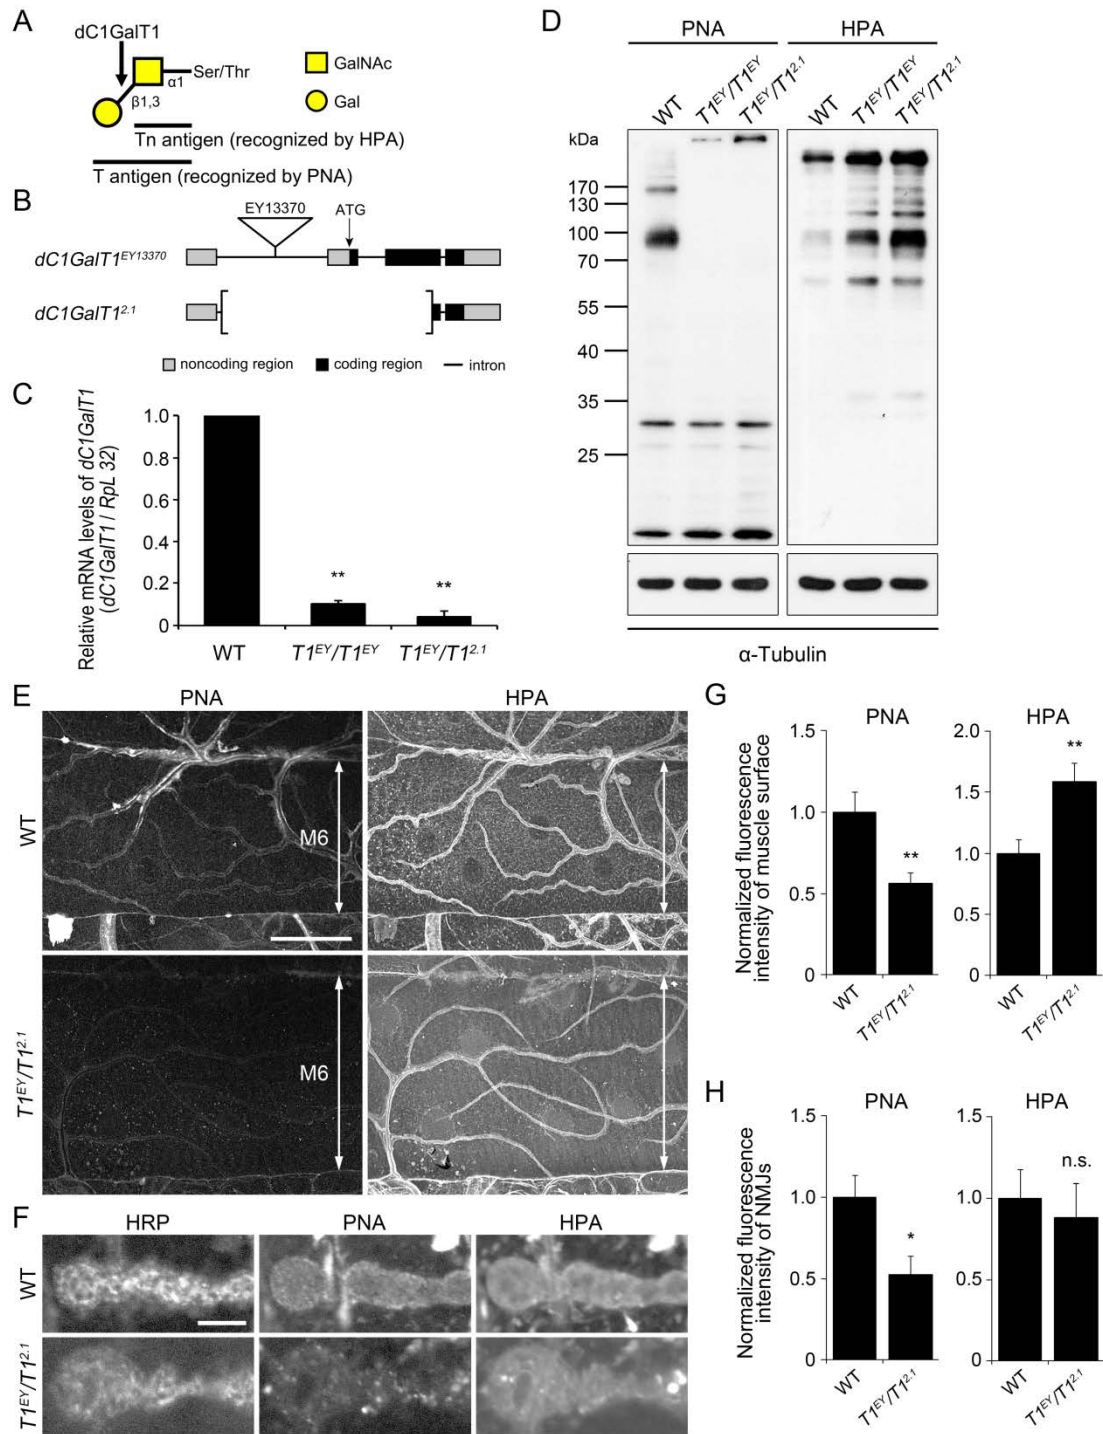 A
dC1GalT1
Ser/Thr
α1
β1,3
GalNAc
Gal
Tn antigen (recognized by HPA)
T antigen (recognized by PNA)
B
EY13370
ATG
dC1GalT1EY13370
dC1GalT12.1
noncoding region
coding region
intron
C
Relative mRNA levels of dC1GalT1
(dC1GalT1 / RpL 32)
1.0
0.8
0.6
0.4
0.2
0
**
**
WT
T1EY/T1EY
T1EY/T12.1
D
PNA
HPA
WT
T1EY/T1EY
T1EY/T12.1
WT
T1EY/T1EY
T1EY/T12.1
kDa
170
130
100
70
55
40
35
25
α-Tubulin
E
PNA
HPA
WT
M6
T1EY/T12.1
M6
F
HRP
PNA
HPA
WT
T1EY/T12.1
G
Normalized fluorescence
intensity of muscle surface
PNA
1.5
1.0
0.5
0
**
WT
T1EY/T12.1
HPA
2.0
1.5
1.0
0.5
0
**
WT
T1EY/T12.1
H
Normalized fluorescence
intensity of NMJs
PNA
1.5
1.0
0.5
0
*
WT
T1EY/T12.1
HPA
1.5
1.0
0.5
0
n.s.
WT
T1EY/T12.1